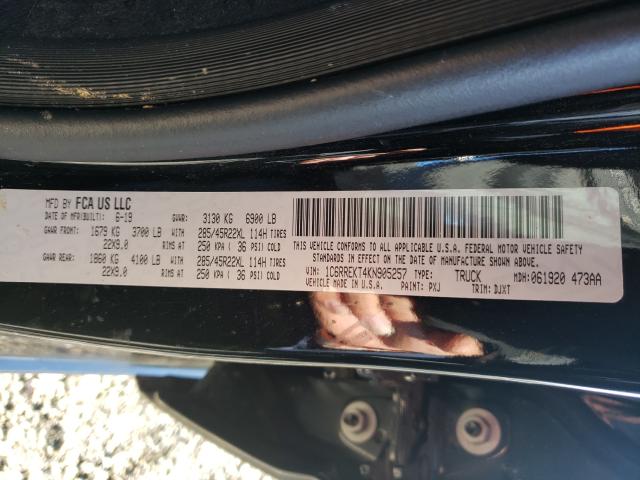 MFD BY FCA US LLC
DATE OF MFR(BUILT): 6-19 GVWR: 3130 KG 6900 LB
GAWR FRONT: 1679 KG 3700 LB WITH 285/45R22XL 114H TIRES
22X9.0 RIMS AT 250 KPA ( 36 PSI) COLD
GAWR REAR: 1860 KG 4100 LB WITH 285/45R22XL 114H TIRES
22X9.0 RIMS AT 250 KPA ( 36 PSI) COLD
THIS VEHICLE CONFORMS TO ALL APPLICABLE U.S.A. FEDERAL MOTOR VEHICLE SAFETY
STANDARDS IN EFFECT ON THE DATE OF MANUFACTURE SHOWN ABOVE.
VIN: 1C6RREKT4KN905257 TYPE: TRUCK MDH: 061920 473AA
VEHICLE MADE IN U.S.A. PAINT: PXJ TRIM: DJXT